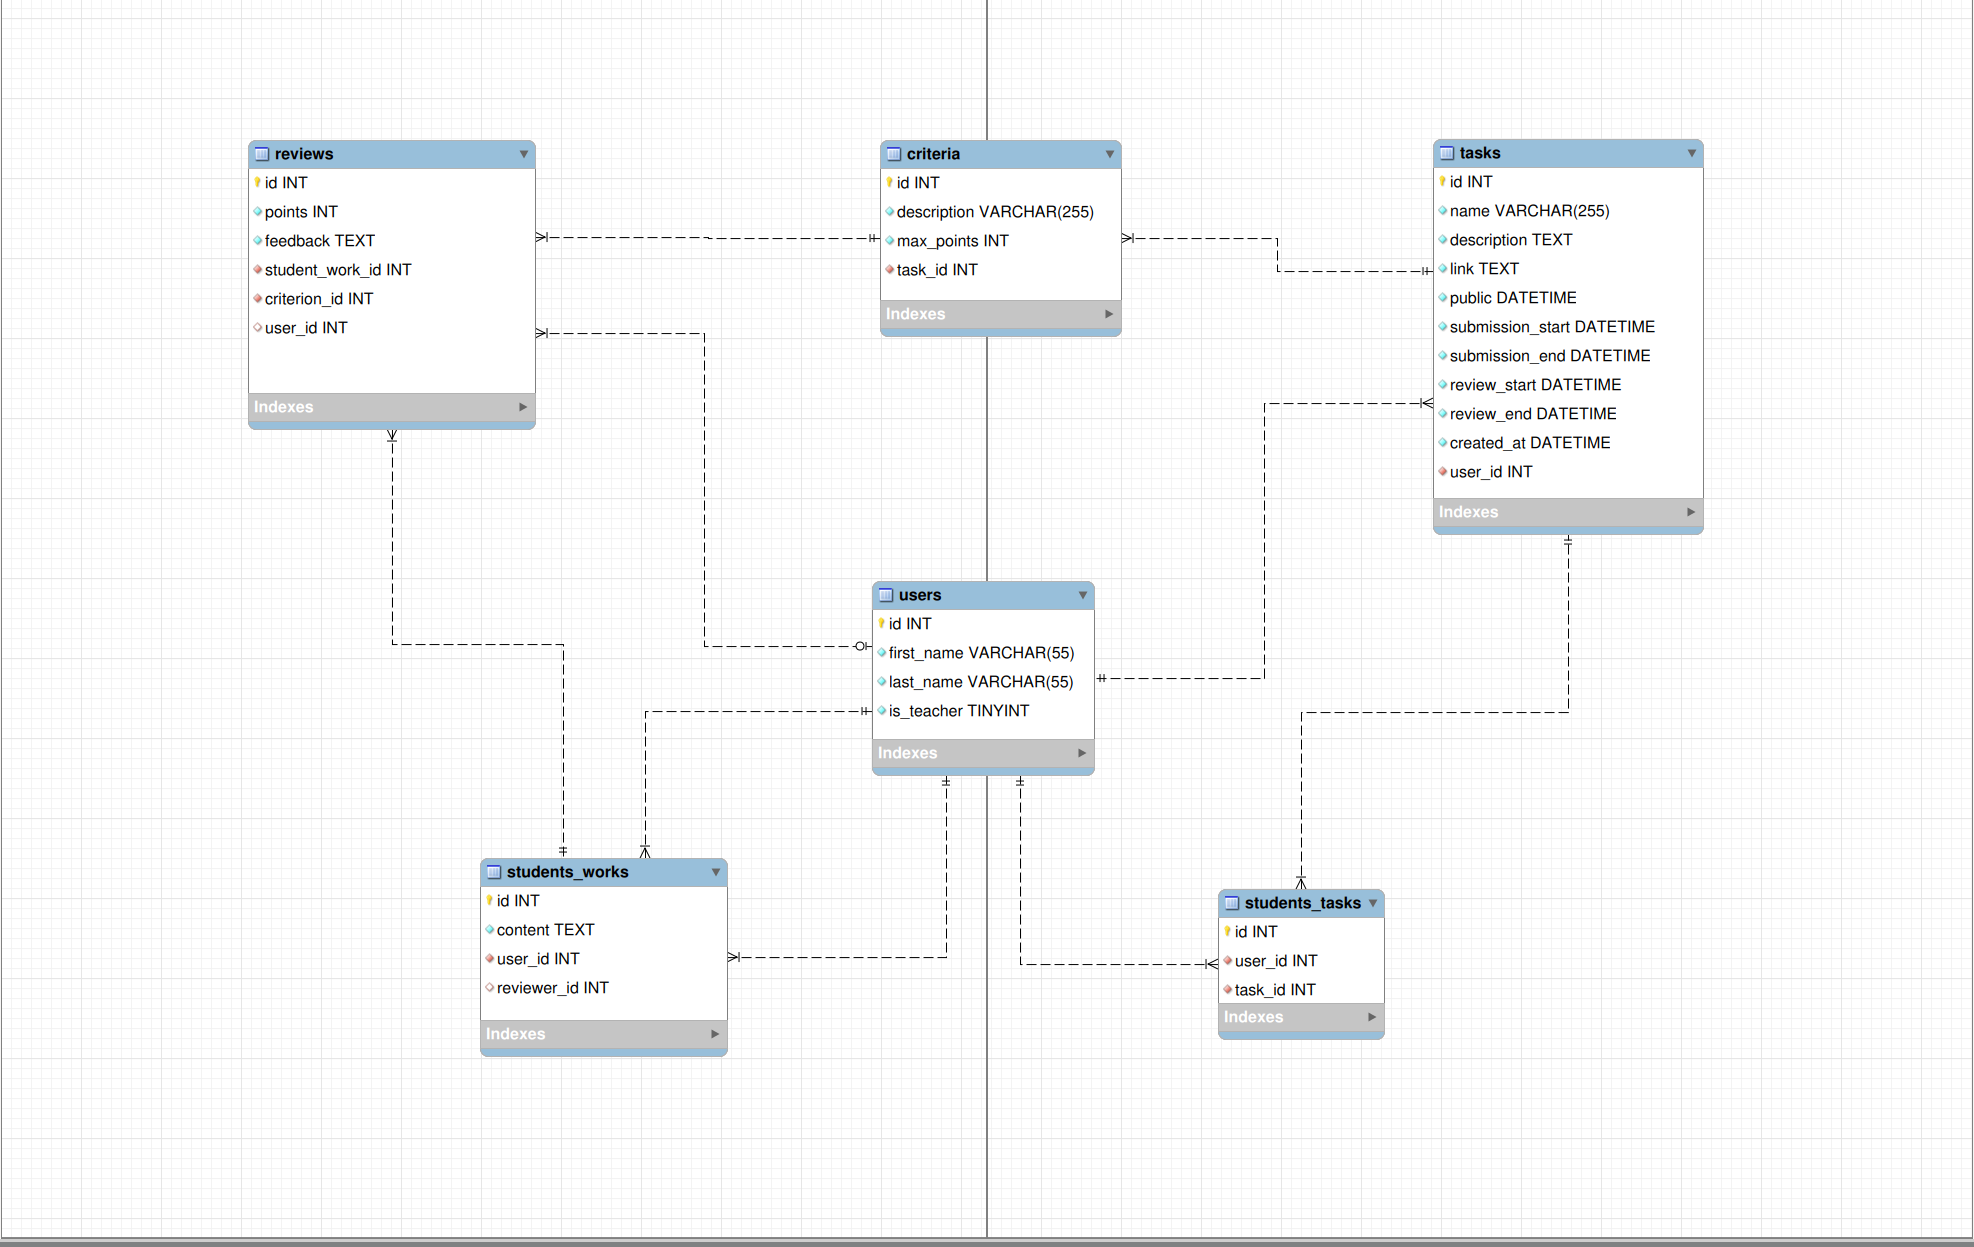 reviews
id INT
points INT
feedback TEXT
student_work_id INT
criterion_id INT
user_id INT
Indexes
criteria
id INT
description VARCHAR(255)
max_points INT
task_id INT
Indexes
tasks
id INT
name VARCHAR(255)
description TEXT
link TEXT
public DATETIME
submission_start DATETIME
submission_end DATETIME
review_start DATETIME
review_end DATETIME
created_at DATETIME
user_id INT
Indexes
users
id INT
first_name VARCHAR(55)
last_name VARCHAR(55)
is_teacher TINYINT
Indexes
students_works
id INT
content TEXT
user_id INT
reviewer_id INT
Indexes
students_tasks
id INT
user_id INT
task_id INT
Indexes